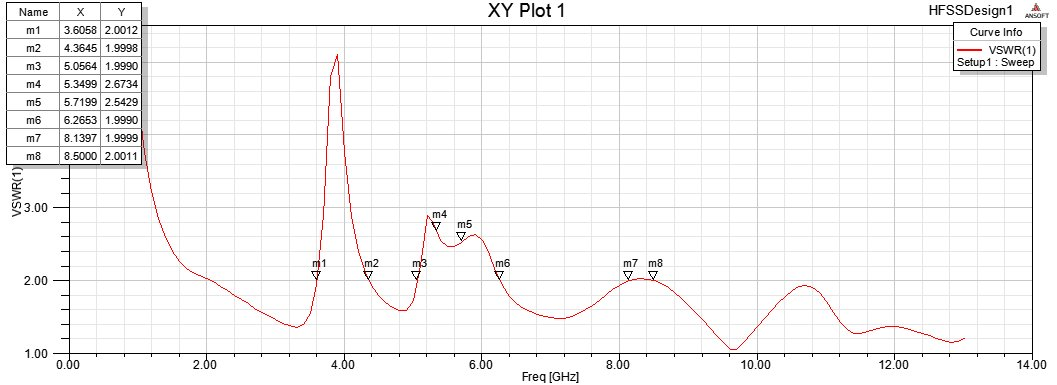 XY Plot 1
HFSSDesign1
ANSOFT
Name X Y
m1 3.6058 2.0012
m2 4.3645 1.9998
m3 5.0564 1.9990
m4 5.3499 2.6734
m5 5.7199 2.5429
m6 6.2653 1.9990
m7 8.1397 1.9999
m8 8.5000 2.0011
Curve Info
VSWR(1)
Setup1 : Sweep
VSWR(1)
3.00
m4
m5
2.00
m1 m2 m3 m6 m7 m8
1.00
0.00 2.00 4.00 6.00 8.00 10.00 12.00 14.00
Freq [GHz]